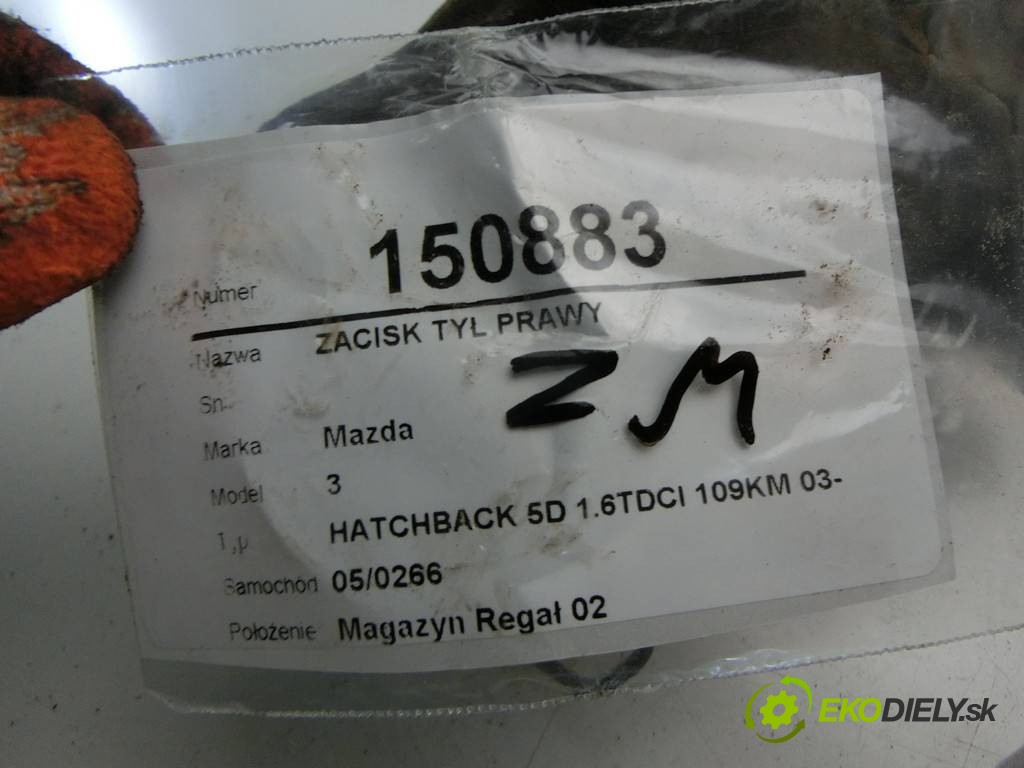 Numer 150883
Nazwa ZACISK TYŁ PRAWY
ZM
Sn
Marka Mazda
Model 3
Typ HATCHBACK 5D 1.6TDCI 109KM 03-
Samochód 05/0266
Położenie Magazyn Regał 02
EKODIELY.sk